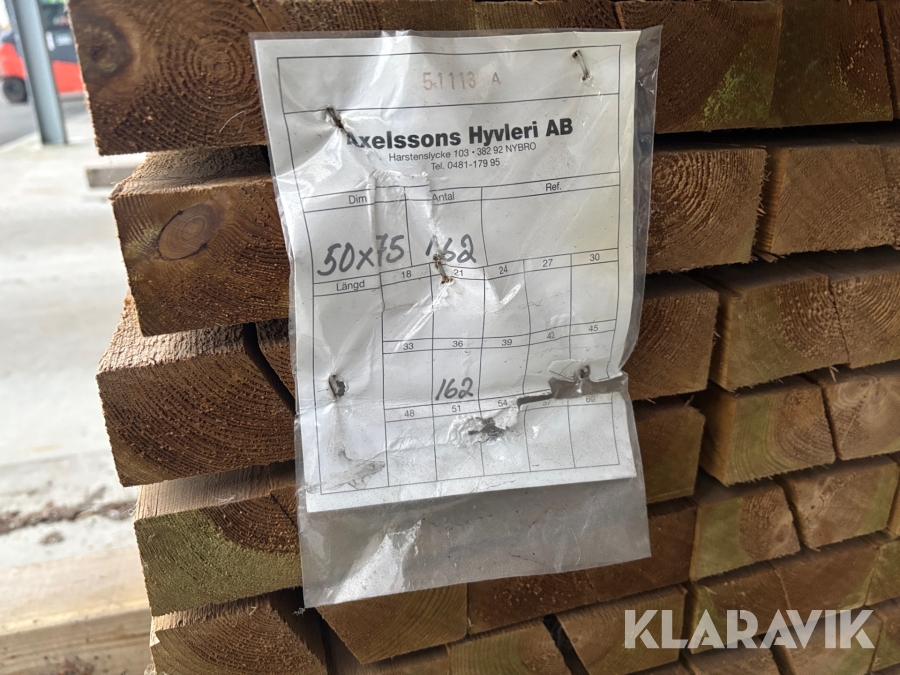 51113 A
Axelssons Hyvleri AB
Harstenslycke 103 • 382 92 NYBRO
Tel. 0481-179 95
Dim Antal Ref.
50x75 162
Längd 18 21 24 27 30
33 36 39 42 45
162
48 51 54 57 60
KLARAVIK